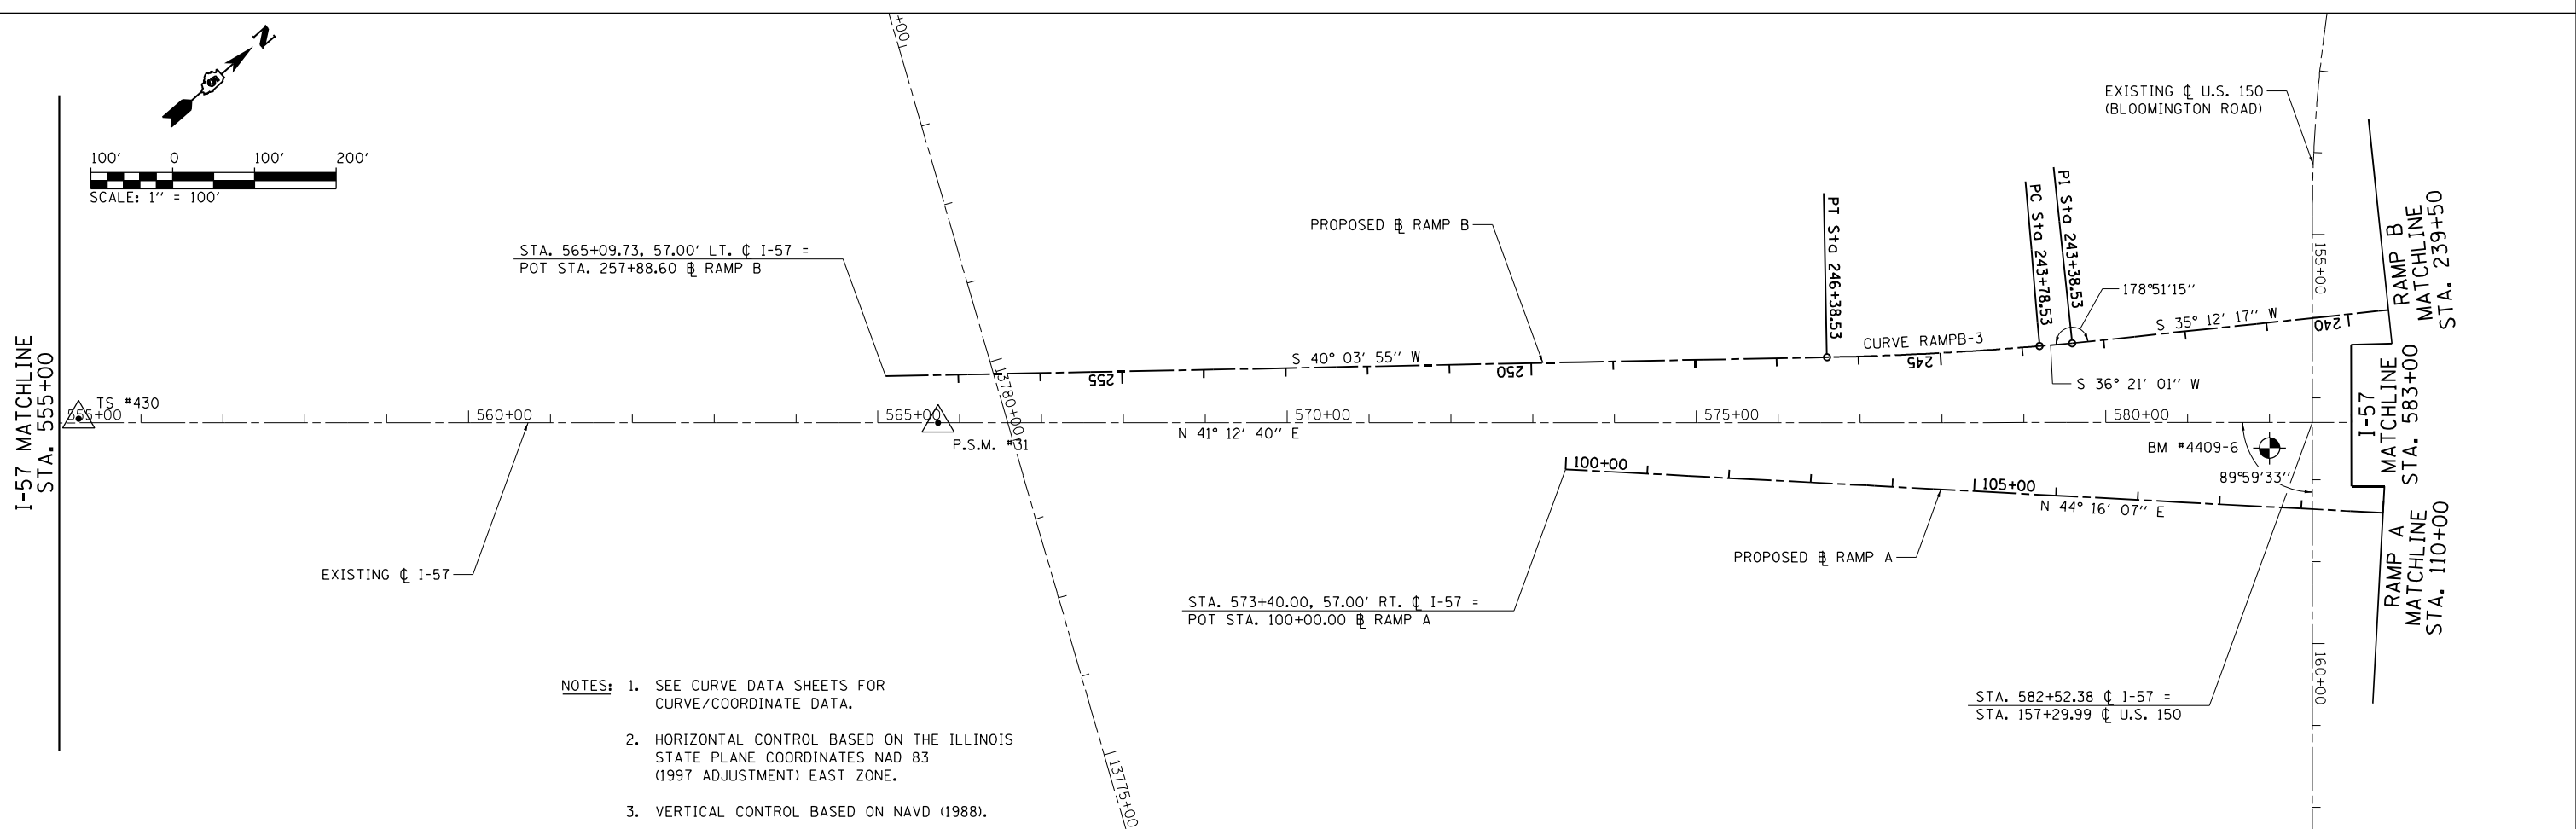 N
100' 0 100' 200'
SCALE: 1" = 100'
I-57 MATCHLINE
STA. 555+00
TS #430
555+00
560+00
565+00
570+00
575+00
580+00
STA. 565+09.73, 57.00' LT. ℄ I-57 =
POT STA. 257+88.60 B̲L RAMP B
EXISTING ℄ I-57
P.S.M. #31
+00
13780+00
13775+00
N 41° 12' 40" E
S 40° 03' 55" W
255
250
245
240
PROPOSED BL RAMP B
PT Sta 246+38.53
PC Sta 243+78.53
PI Sta 243+38.53
CURVE RAMPB-3
178°51'15"
S 35° 12' 17" W
S 36° 21' 01" W
EXISTING ℄ U.S. 150
(BLOOMINGTON ROAD)
155+00
160+00
RAMP B
MATCHLINE
STA. 239+50
I-57
MATCHLINE
STA. 583+00
RAMP A
MATCHLINE
STA. 110+00
BM #4409-6
89°59'33"
100+00
105+00
N 44° 16' 07" E
PROPOSED BL RAMP A
STA. 573+40.00, 57.00' RT. ℄ I-57 =
POT STA. 100+00.00 BL RAMP A
STA. 582+52.38 ℄ I-57 =
STA. 157+29.99 ℄ U.S. 150
NOTES: 1. SEE CURVE DATA SHEETS FOR
CURVE/COORDINATE DATA.
2. HORIZONTAL CONTROL BASED ON THE ILLINOIS
STATE PLANE COORDINATES NAD 83
(1997 ADJUSTMENT) EAST ZONE.
3. VERTICAL CONTROL BASED ON NAVD (1988).